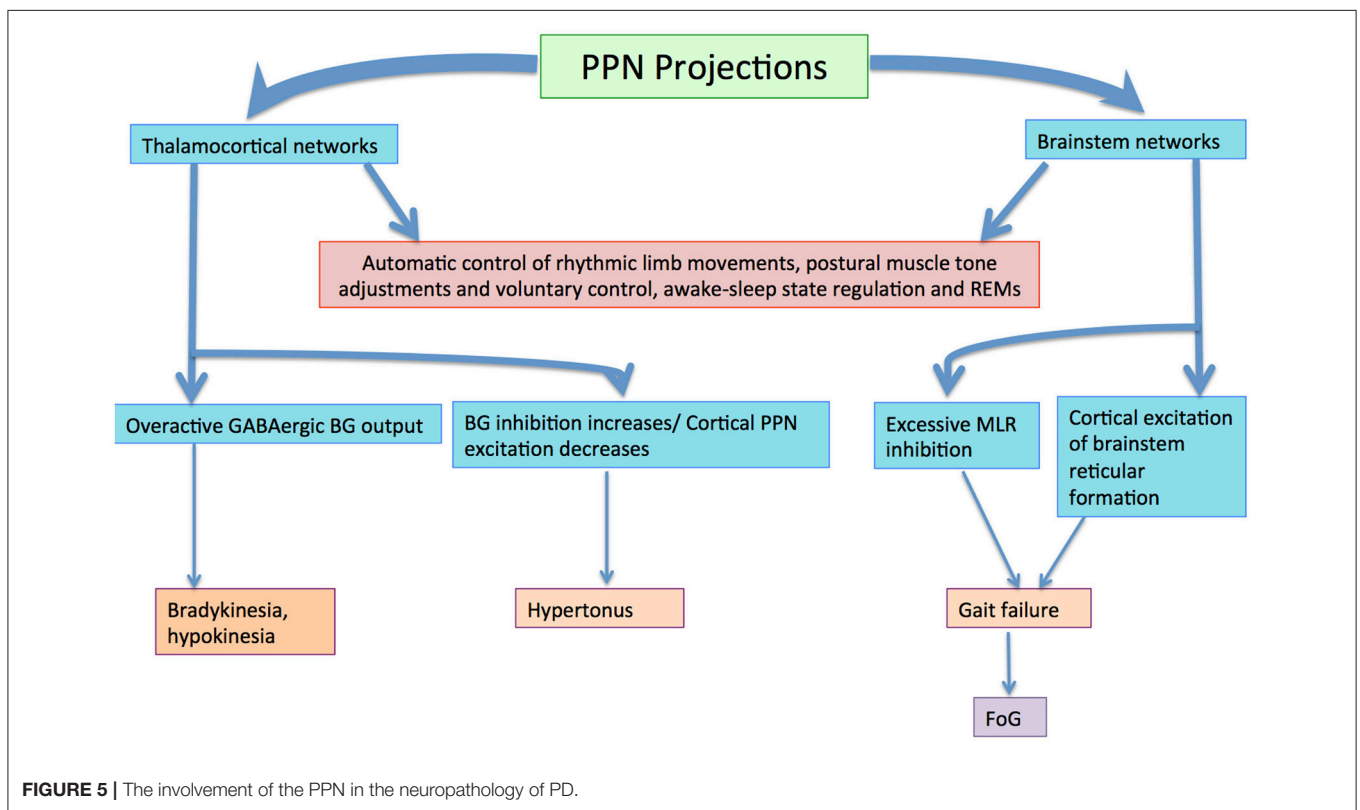 PPN Projections
Thalamocortical networks
Brainstem networks
Automatic control of rhythmic limb movements, postural muscle tone
adjustments and voluntary control, awake-sleep state regulation and REMs
Overactive GABAergic BG output
BG inhibition increases/ Cortical PPN
excitation decreases
Excessive MLR
inhibition
Cortical excitation
of brainstem
reticular
formation
Bradykinesia,
hypokinesia
Hypertonus
Gait failure
FoG
FIGURE 5 | The involvement of the PPN in the neuropathology of PD.